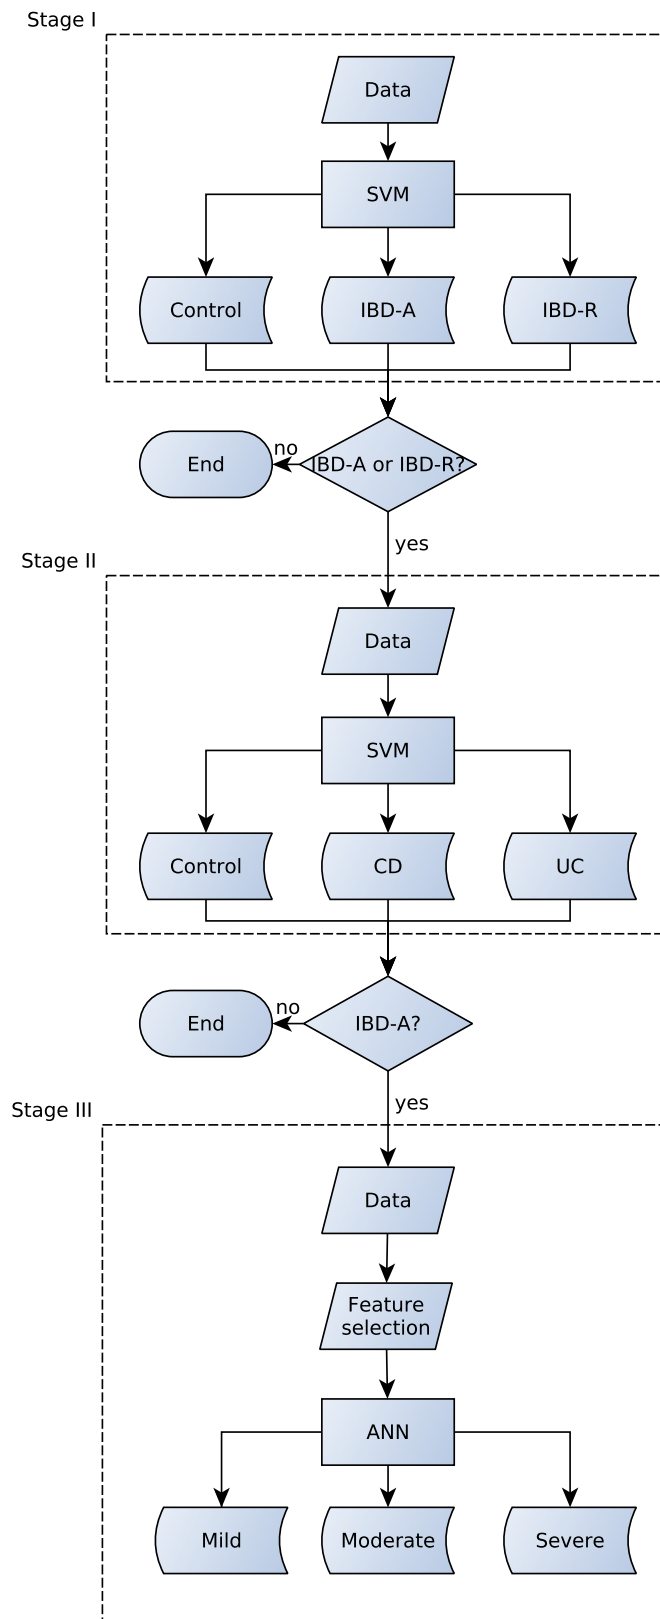 Stage I
Data
SVM
Control
IBD-A
IBD-R
no
End
IBD-A or IBD-R?
yes
Stage II
Data
SVM
Control
CD
UC
no
End
IBD-A?
yes
Stage III
Data
Feature
selection
ANN
Mild
Moderate
Severe